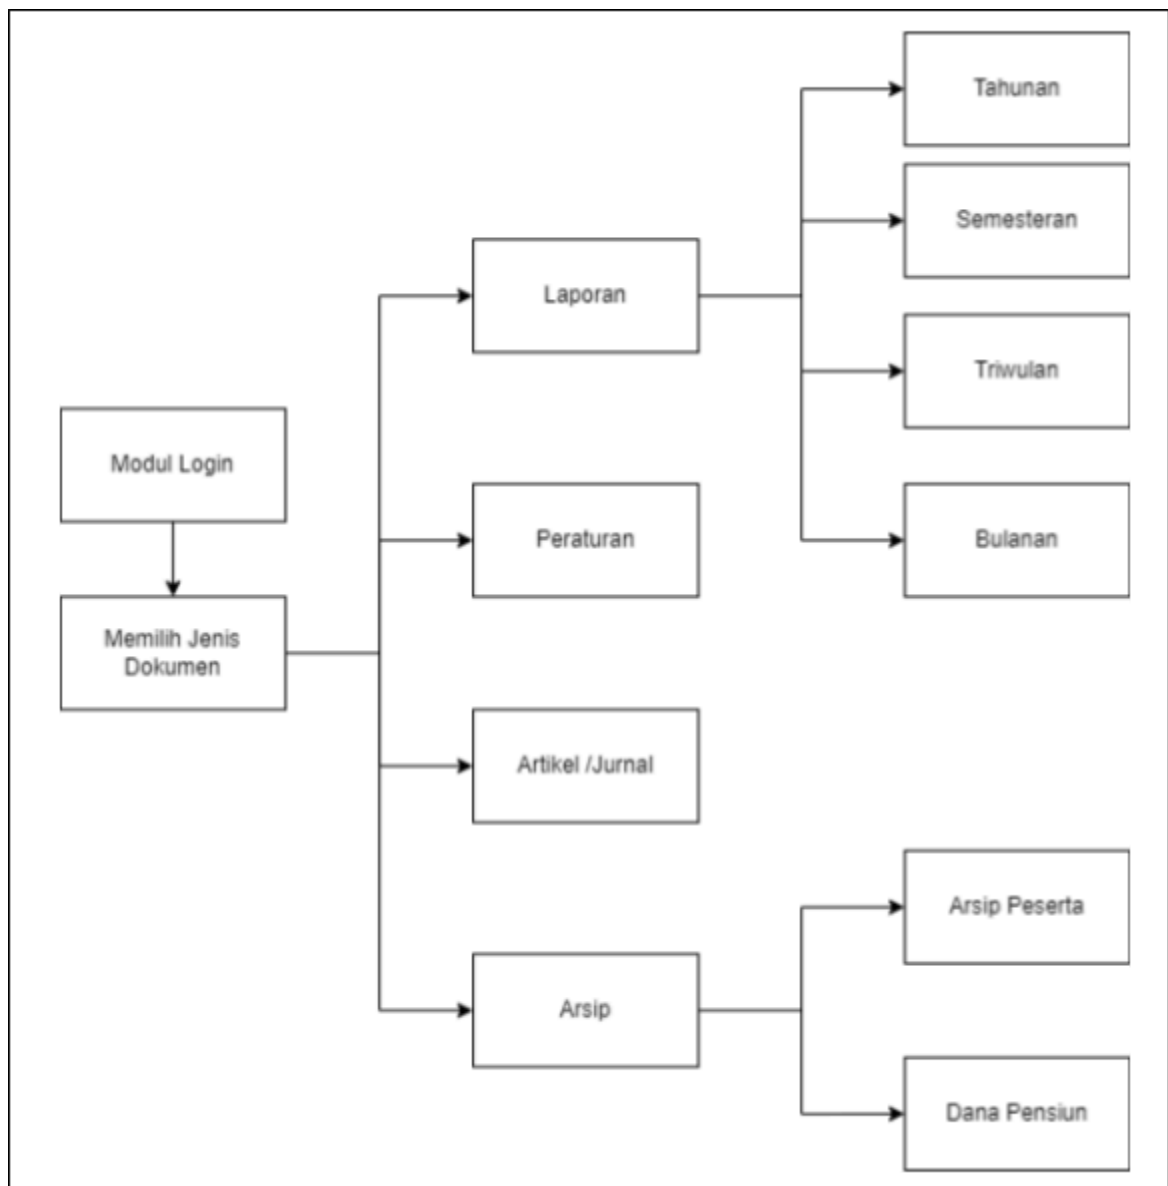 Modul Login
Memilih Jenis
Dokumen
Laporan
Peraturan
Artikel /Jurnal
Arsip
Tahunan
Semesteran
Triwulan
Bulanan
Arsip Peserta
Dana Pensiun